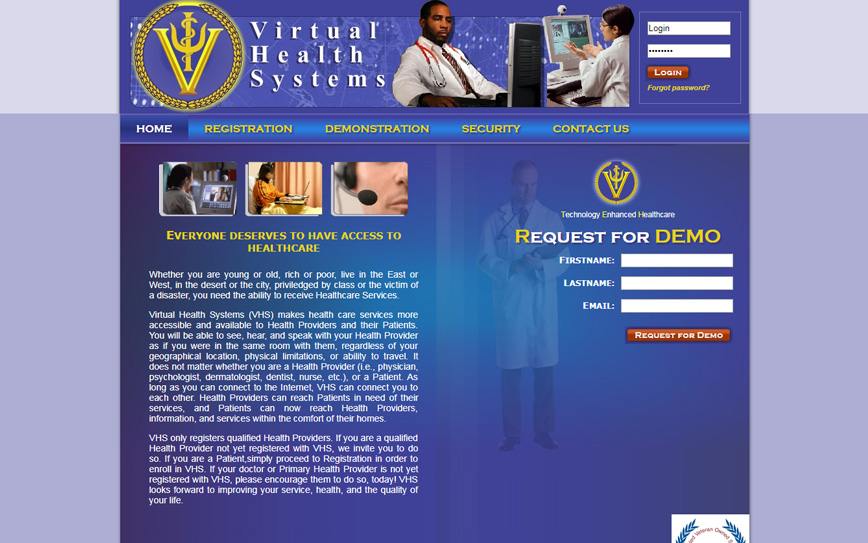 Virtual
Health
Systems
Login
••••••••
LOGIN
Forgot password?
HOME
REGISTRATION
DEMONSTRATION
SECURITY
CONTACT US
EVERYONE DESERVES TO HAVE ACCESS TO
HEALTHCARE
Whether you are young or old, rich or poor, live in the East or
West, in the desert or the city, priviledged by class or the victim of
a disaster, you need the ability to receive Healthcare Services.
Virtual Health Systems (VHS) makes health care services more
accessible and available to Health Providers and their Patients.
You will be able to see, hear, and speak with your Health Provider
as if you were in the same room with them, regardless of your
geographical location, physical limitations, or ability to travel. It
does not matter whether you are a Health Provider (i.e., physician,
psychologist, dermatologist, dentist, nurse, etc.), or a Patient. As
long as you can connect to the Internet, VHS can connect you to
each other. Health Providers can reach Patients in need of their
services, and Patients can now reach Health Providers,
information, and services within the comfort of their homes.
VHS only registers qualified Health Providers. If you are a qualified
Health Provider not yet registered with VHS, we invite you to do
so. If you are a Patient,simply proceed to Registration in order to
enroll in VHS. If your doctor or Primary Health Provider is not yet
registered with VHS, please encourage them to do so, today! VHS
looks forward to improving your service, health, and the quality of
your life.
Technology Enhanced Healthcare
REQUEST FOR DEMO
FIRSTNAME:
LASTNAME:
EMAIL:
REQUEST FOR DEMO
Veteran Owned